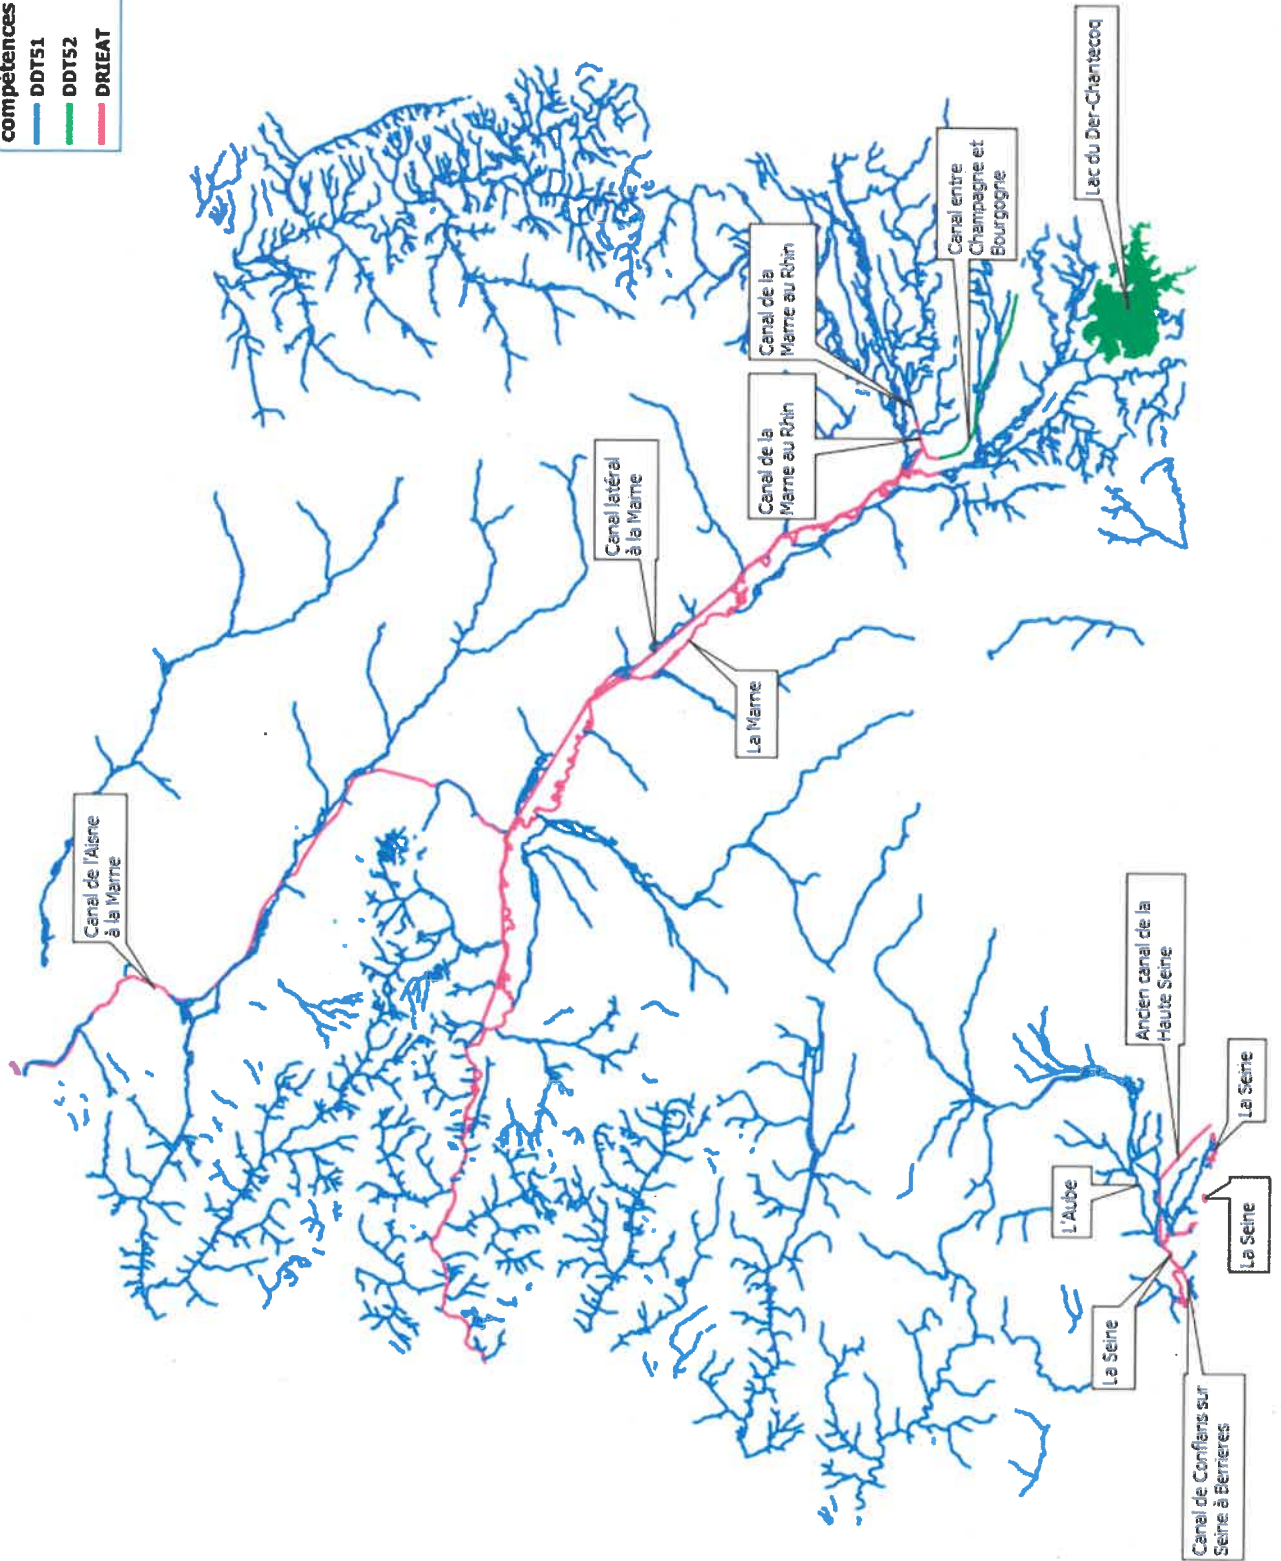 compétences
DDT51
DDT52
DRIEAT
Canal de l'Aisne
à la Marne
Canal latéral
à la Marne
La Marne
Canal de la
Marne au Rhin
Canal de la
Marne au Rhin
Canal entre
Champagne et
Bourgogne
L'Aube
Lac du Der-Chantecoq
La Seine
Ancien canal de la
Haute Seine
Canal de Conflans sur
Seine à Bernieres
La Seine
La Seine